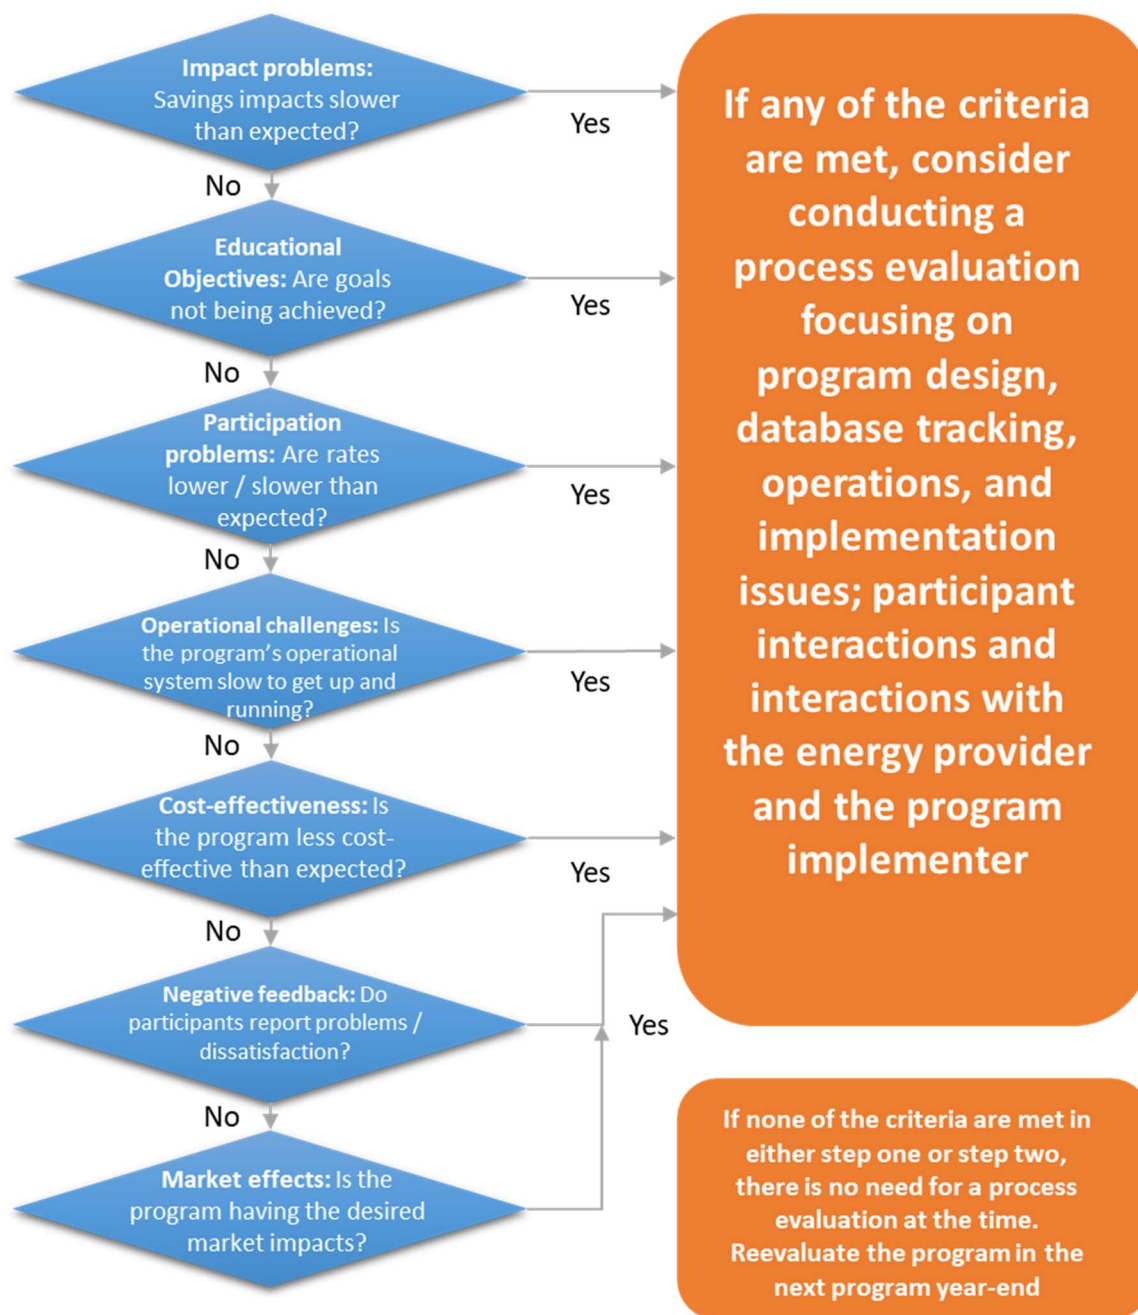 Impact problems:
Savings impacts slower
than expected?
Yes
No
Educational
Objectives: Are goals
not being achieved?
Yes
No
Participation
problems: Are rates
lower / slower than
expected?
Yes
No
Operational challenges: Is
the program's operational
system slow to get up and
running?
Yes
No
Cost-effectiveness: Is
the program less cost-
effective than expected?
Yes
No
Negative feedback: Do
participants report problems /
dissatisfaction?
Yes
No
Market effects: Is the
program having the desired
market impacts?
If any of the criteria
are met, consider
conducting a
process evaluation
focusing on
program design,
database tracking,
operations, and
implementation
issues; participant
interactions and
interactions with
the energy provider
and the program
implementer
If none of the criteria are met in
either step one or step two,
there is no need for a process
evaluation at the time.
Reevaluate the program in the
next program year-end